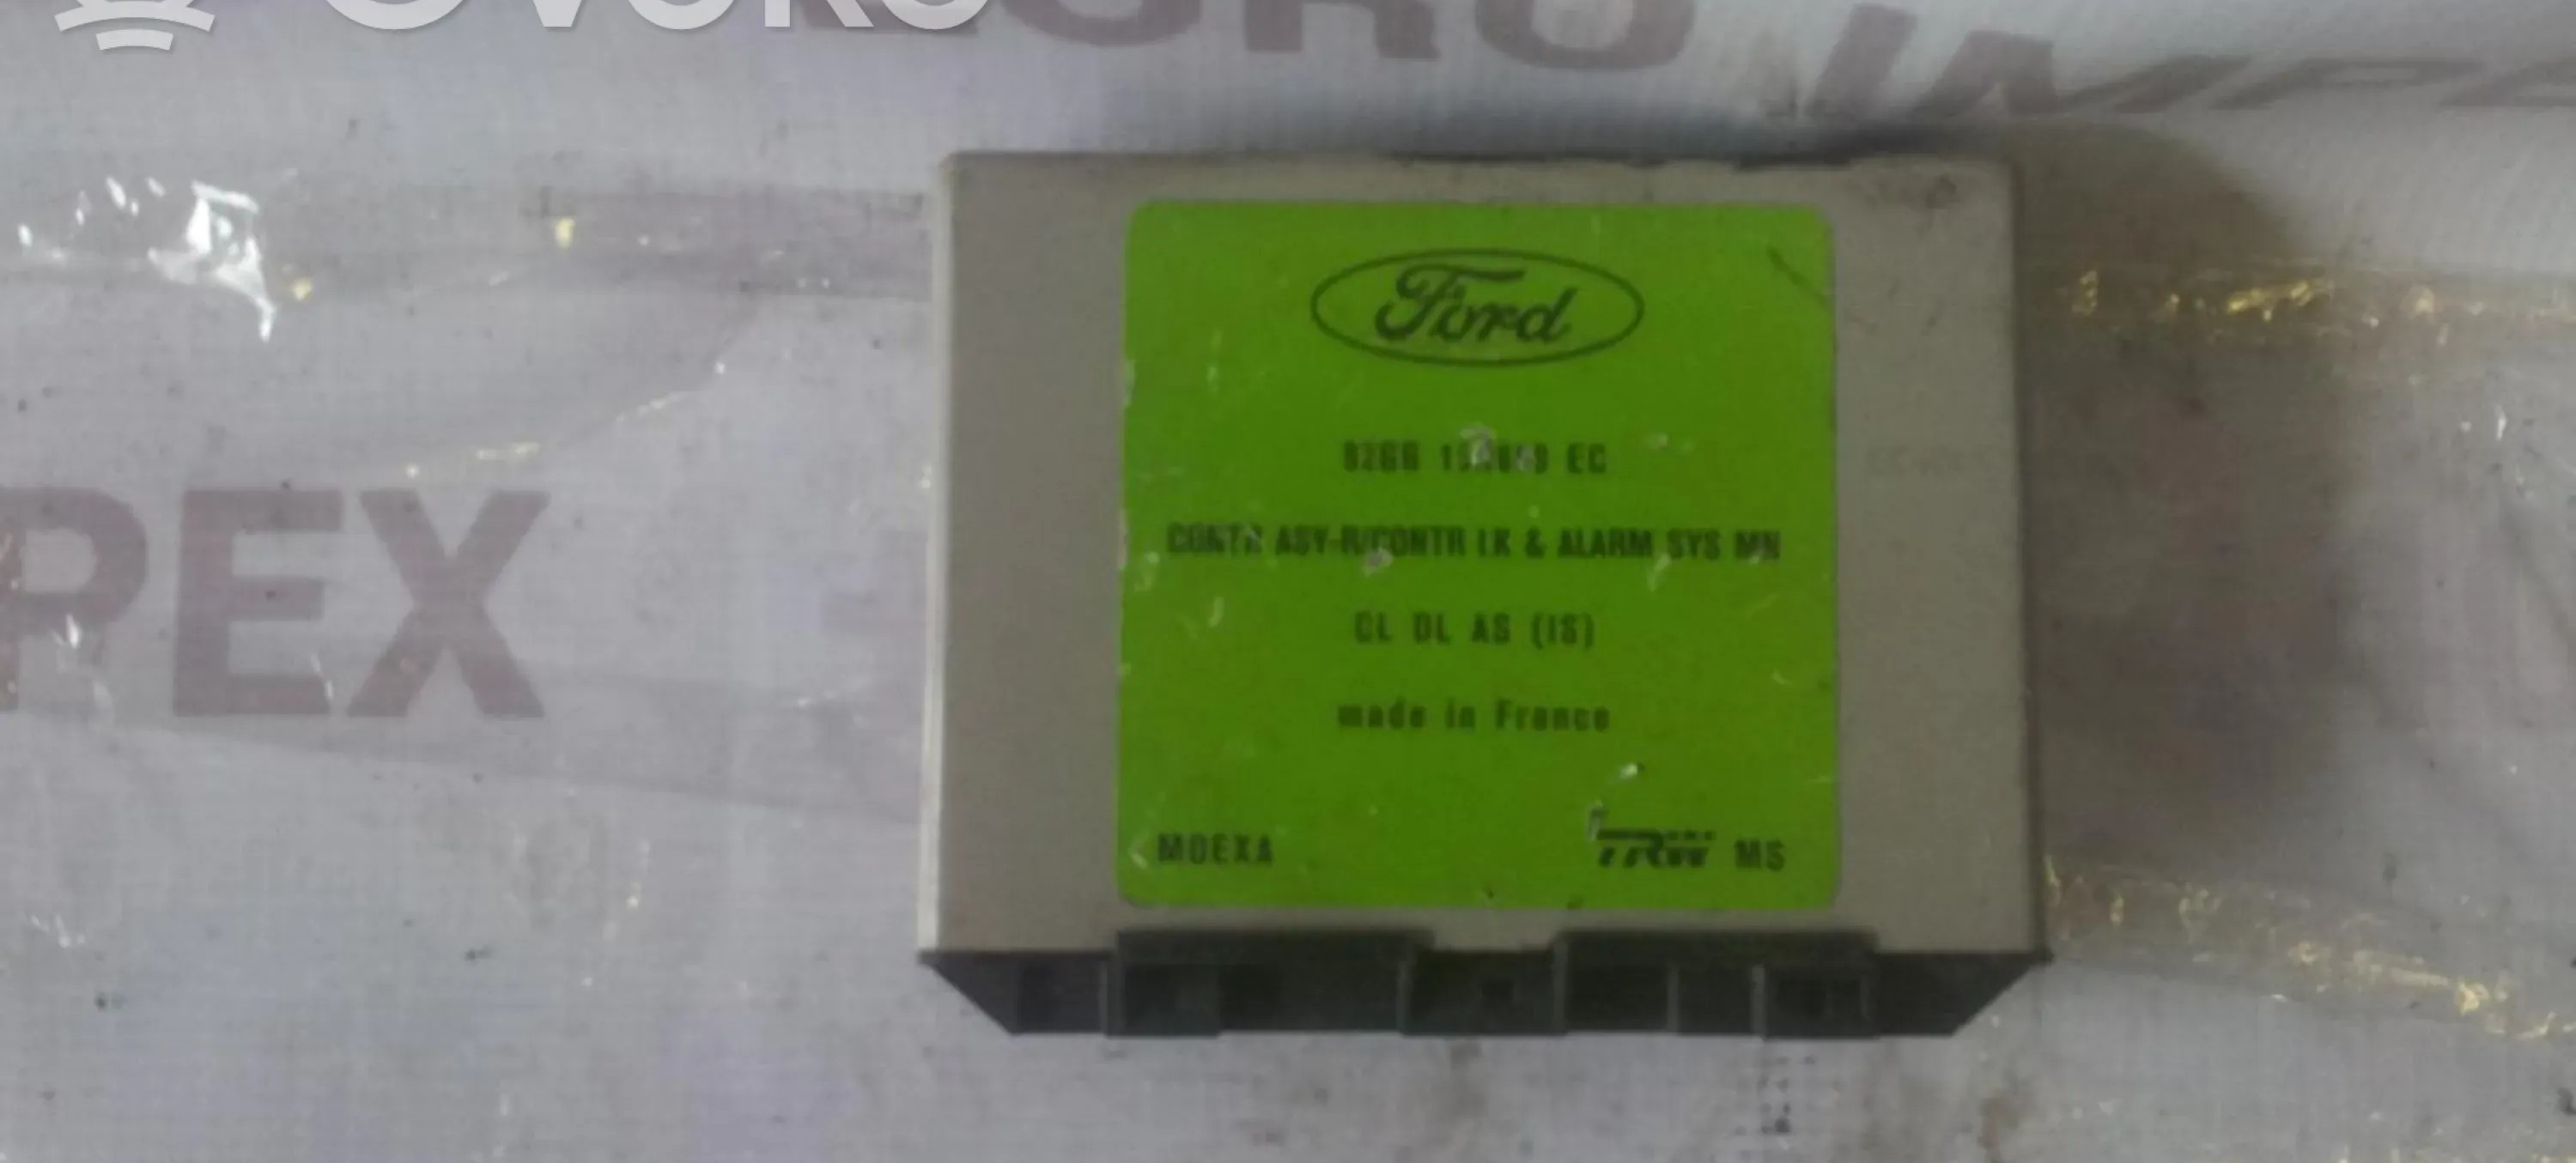 PEX
Ford
EC
CONTR ASY-R/CONTR LK & ALARM SYS MN
CL DL AS (IS)
made in France
MOEXA
TRW MS